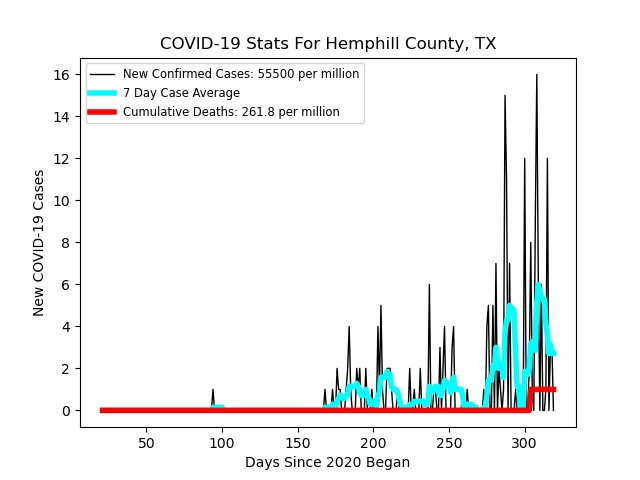 COVID-19 Stats For Hemphill County, TX
New Confirmed Cases: 55500 per million
7 Day Case Average
Cumulative Deaths: 261.8 per million
New COVID-19 Cases
16
14
12
10
8
6
4
2
0
50 100 150 200 250 300
Days Since 2020 Began